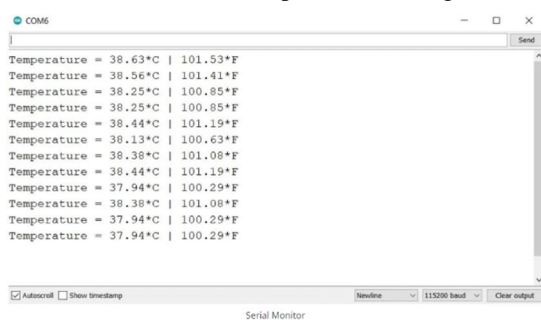 COM6
Send
Temperature = 38.63*C | 101.53*F
Temperature = 38.56*C | 101.41*F
Temperature = 38.25*C | 100.85*F
Temperature = 38.25*C | 100.85*F
Temperature = 38.44*C | 101.19*F
Temperature = 38.13*C | 100.63*F
Temperature = 38.38*C | 101.08*F
Temperature = 38.44*C | 101.19*F
Temperature = 37.94*C | 100.29*F
Temperature = 38.38*C | 101.08*F
Temperature = 37.94*C | 100.29*F
Temperature = 37.94*C | 100.29*F
Autoscroll Show timestamp Newline 115200 baud Clear output
Serial Monitor